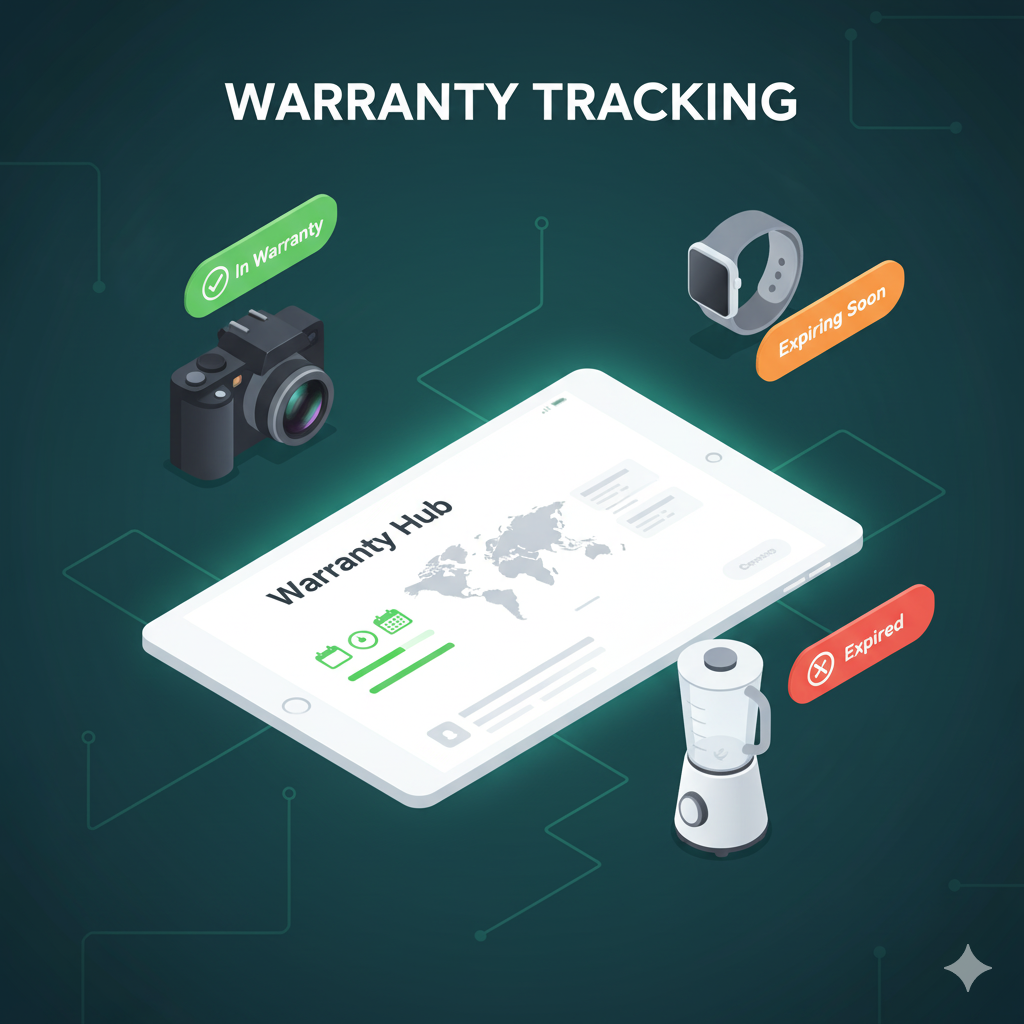 WARRANTY TRACKING
In Warranty
Expiring Soon
Warranty Hub
Expired